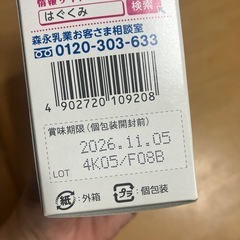 はぐくみ 検索
森永乳業お客さま相談室
0120-303-633
4 902720 109208
賞味期限(個包装開封前)
2026.11.05
LOT 4K05/F08B
紙:外箱 プラ:個包装